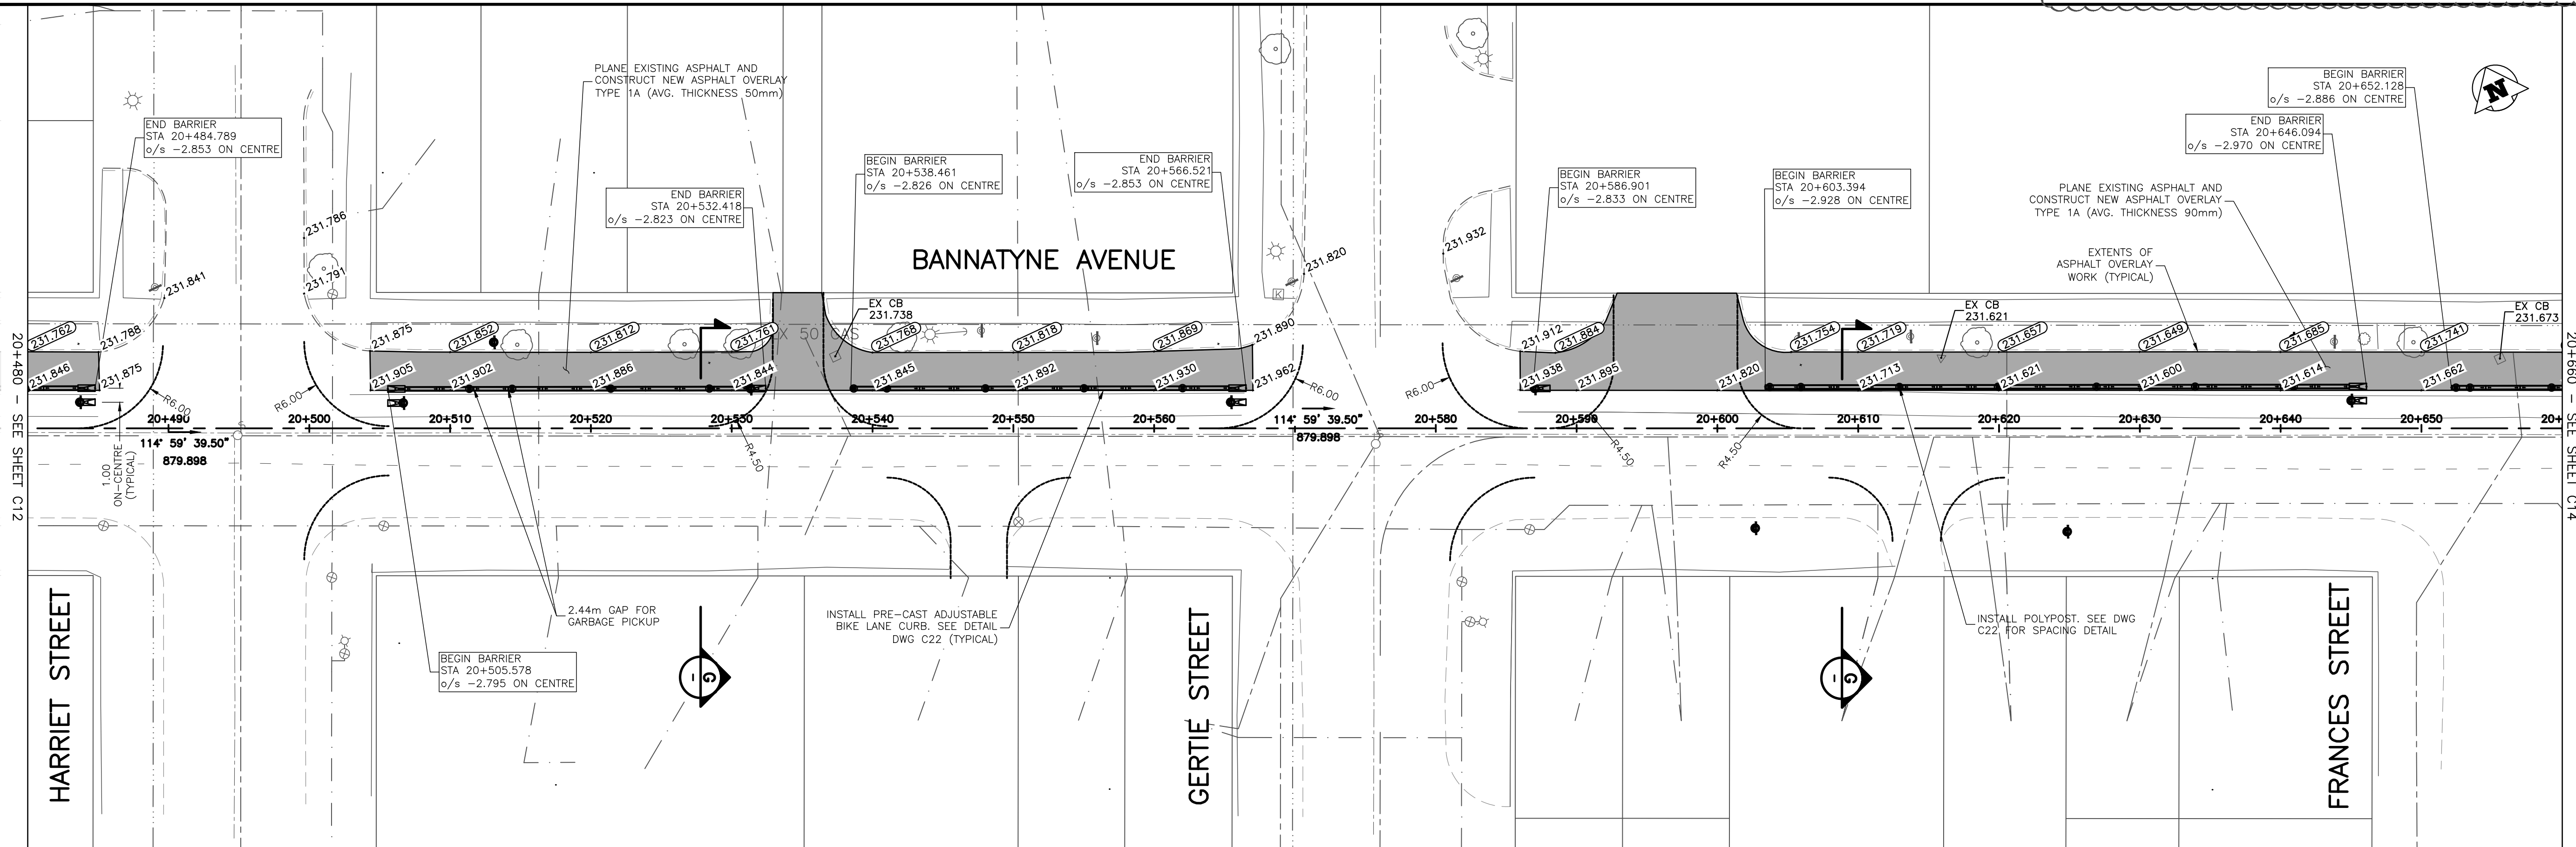 PLANE EXISTING ASPHALT AND
CONSTRUCT NEW ASPHALT OVERLAY
TYPE 1A (AVG. THICKNESS 50mm)
BEGIN BARRIER
STA 20+652.128
o/s -2.886 ON CENTRE
N
END BARRIER
STA 20+484.789
o/s -2.853 ON CENTRE
END BARRIER
STA 20+646.094
o/s -2.970 ON CENTRE
BEGIN BARRIER
STA 20+538.461
o/s -2.826 ON CENTRE
END BARRIER
STA 20+566.521
o/s -2.853 ON CENTRE
BEGIN BARRIER
STA 20+586.901
o/s -2.833 ON CENTRE
BEGIN BARRIER
STA 20+603.394
o/s -2.928 ON CENTRE
END BARRIER
STA 20+532.418
o/s -2.823 ON CENTRE
PLANE EXISTING ASPHALT AND
CONSTRUCT NEW ASPHALT OVERLAY
TYPE 1A (AVG. THICKNESS 90mm)
231.786
231.791
231.841
231.932
231.820
BANNATYNE AVENUE
EXTENTS OF
ASPHALT OVERLAY
WORK (TYPICAL)
K
EX CB
231.738
EX CB
231.621
EX CB
231.673
X 50 GAS
231.762
231.788
231.875
231.852
231.812
231.761
231.768
231.818
231.869
231.890
231.912
231.884
231.754
231.719
231.657
231.649
231.685
231.741
231.846
231.875
231.905
231.902
231.886
231.844
231.845
231.892
231.930
231.962
231.938
231.895
231.820
231.713
231.621
231.600
231.614
231.662
R6.00
R6.00
R6.00
R6.00
20+490
20+500
20+510
20+520
20+530
20+540
20+550
20+560
20+580
20+590
20+600
20+610
20+620
20+630
20+640
20+650
20+
114° 59' 39.50"
879.898
114° 59' 39.50"
879.898
R4.50
R4.50
R4.50
1.00
ON-CENTRE
(TYPICAL)
20+480 - SEE SHEET C12
20+660 - SEE SHEET C14
2.44m GAP FOR
GARBAGE PICKUP
INSTALL PRE-CAST ADJUSTABLE
BIKE LANE CURB. SEE DETAIL
DWG C22 (TYPICAL)
INSTALL POLYPOST. SEE DWG
C22 FOR SPACING DETAIL
BEGIN BARRIER
STA 20+505.578
o/s -2.795 ON CENTRE
G
-
G
-
HARRIET STREET
GERTIE STREET
FRANCES STREET